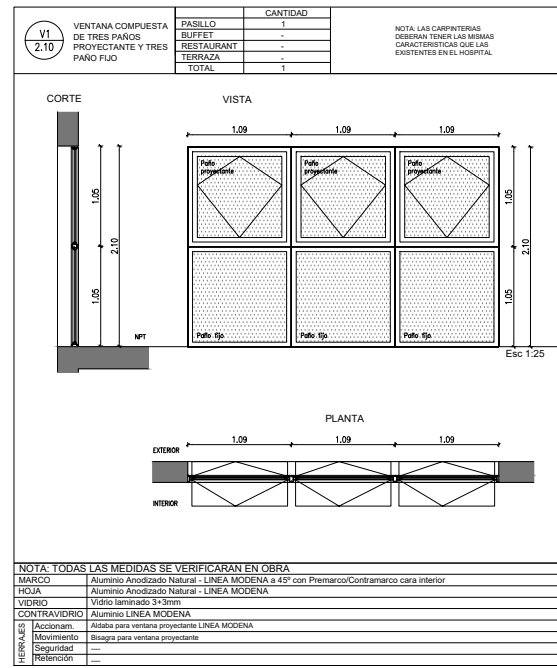 V1
2.10
VENTANA COMPUESTA
DE TRES PAÑOS
PROYECTANTE Y TRES
PAÑO FIJO
CANTIDAD
PASILLO 1
BUFFET -
RESTAURANT -
TERRAZA -
TOTAL 1
NOTA: LAS CARPINTERIAS
DEBERAN TENER LAS MISMAS
CARACTERISTICAS QUE LAS
EXISTENTES EN EL HOSPITAL
CORTE
VISTA
1.09 1.09 1.09
Paño
proyectante
Paño
proyectante
Paño
proyectante
1.05
2.10
1.05
1.05
2.10
1.05
NPT
Paño fijo Paño fijo Paño fijo
Esc 1:25
PLANTA
EXTERIOR
1.09 1.09 1.09
INTERIOR
NOTA: TODAS LAS MEDIDAS SE VERIFICARAN EN OBRA
MARCO Aluminio Anodizado Natural - LINEA MODENA a 45º con Premarco/Contramarco cara interior
HOJA Aluminio Anodizado Natural - LINEA MODENA
VIDRIO Vidrio laminado 3+3mm
CONTRAVIDRIO Aluminio LINEA MODENA
HERRAJES
Accionam. Aldaba para ventana proyectante LINEA MODENA
Movimiento Bisagra para ventana proyectante
Seguridad ----
Retención ----